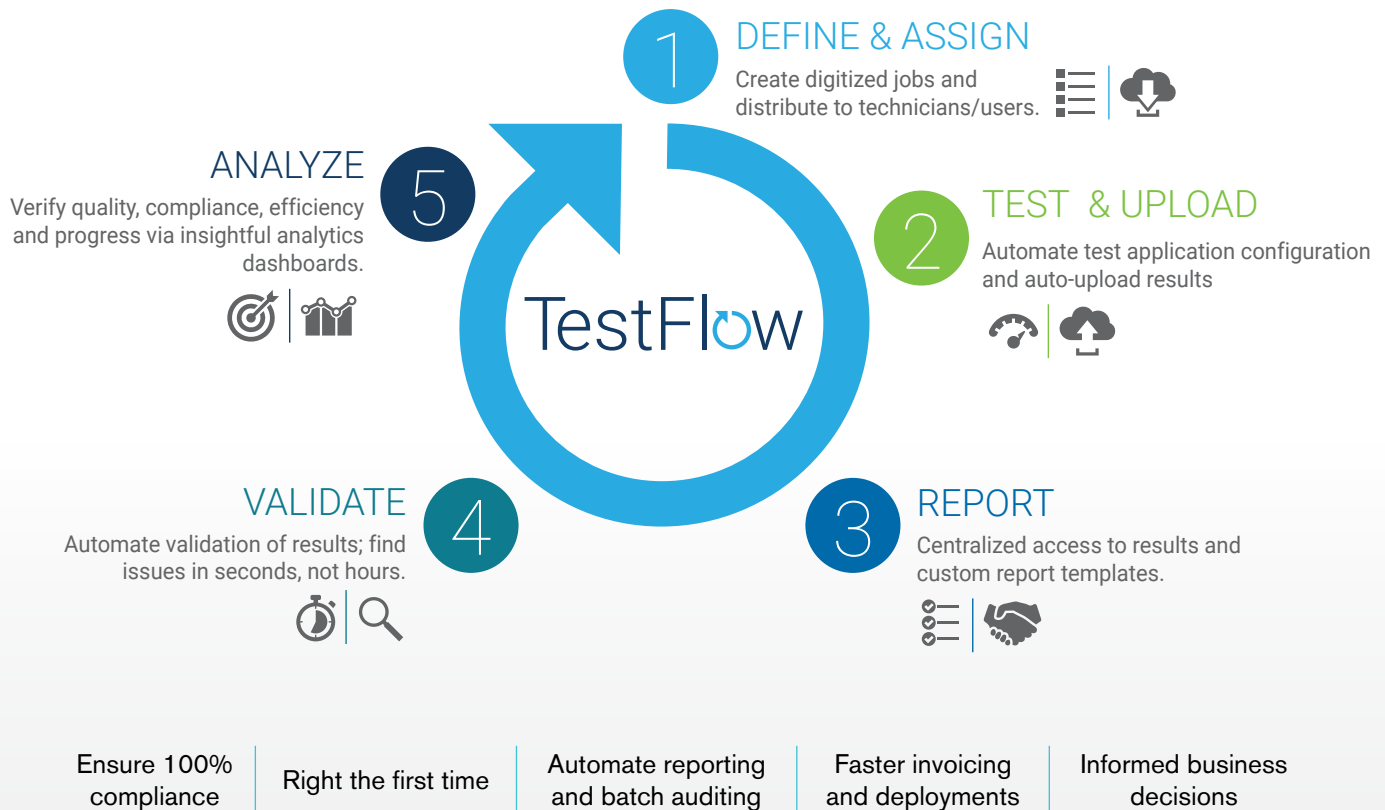 1
DEFINE & ASSIGN
Create digitized jobs and
distribute to technicians/users.
2
TEST & UPLOAD
Automate test application configuration
and auto-upload results
3
REPORT
Centralized access to results and
custom report templates.
4
VALIDATE
Automate validation of results; find
issues in seconds, not hours.
5
ANALYZE
Verify quality, compliance, efficiency
and progress via insightful analytics
dashboards.
TestFlow
Ensure 100%
compliance
Right the first time
Automate reporting
and batch auditing
Faster invoicing
and deployments
Informed business
decisions